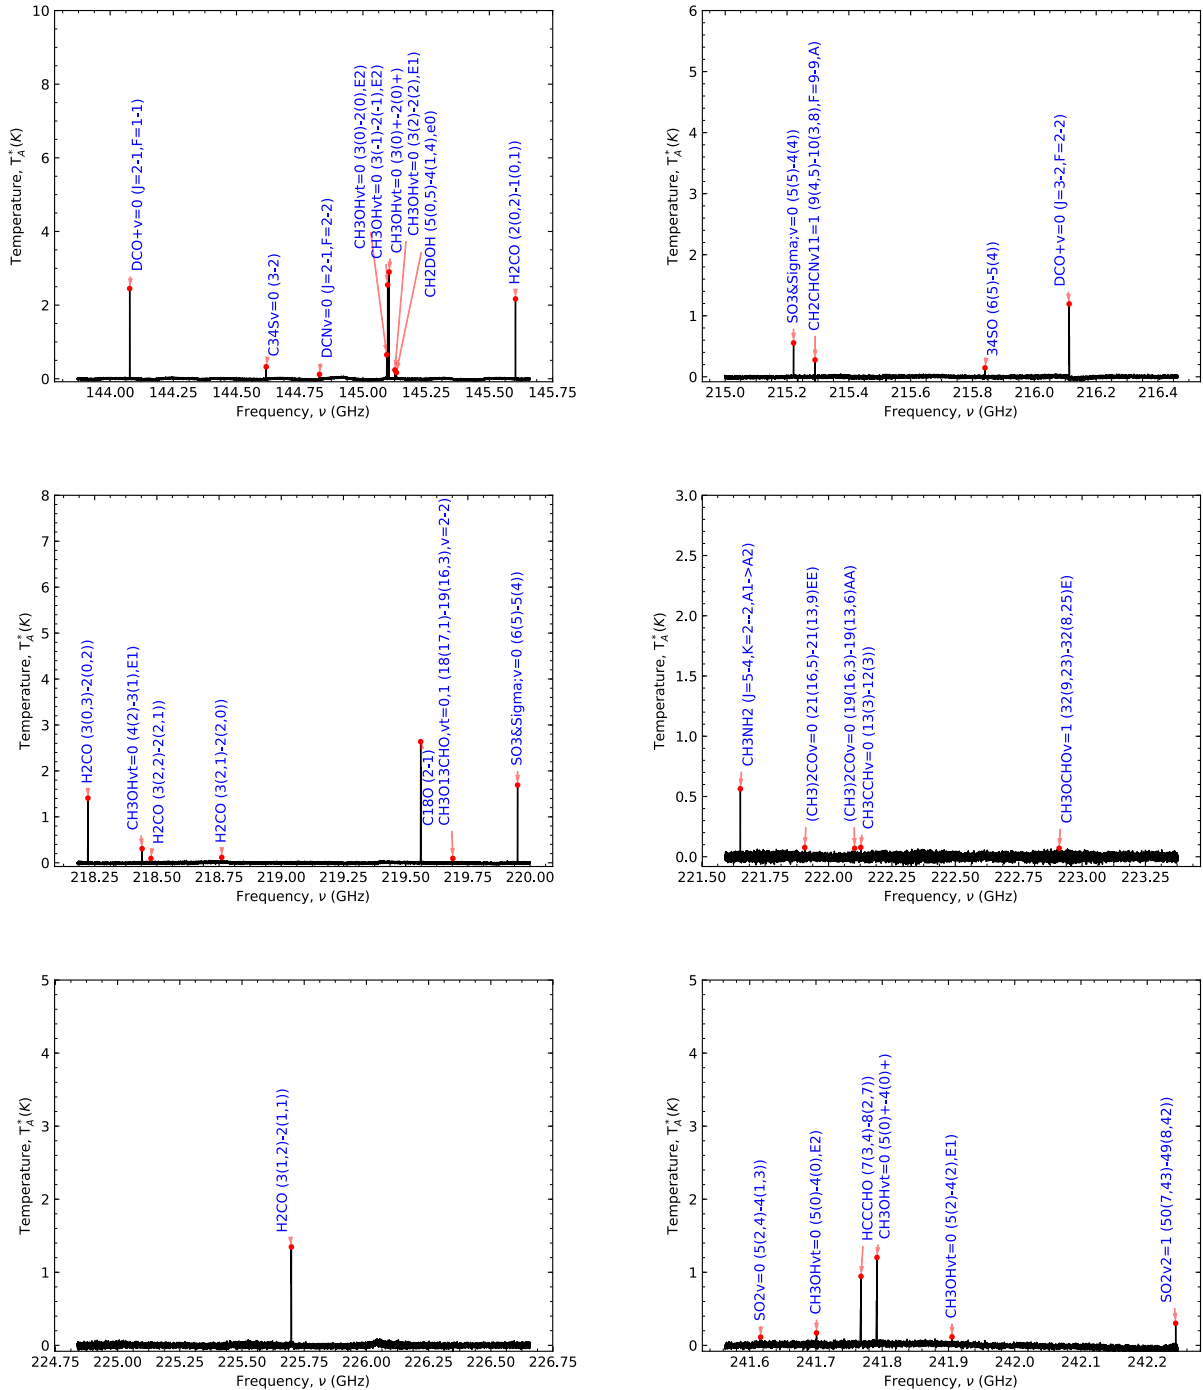 10
8
6
4
2
0
Temperature, T_A^*(K)
DCO+v=0 (J=2-1,F=1-1)
C34Sv=0 (3-2)
DCNv=0 (J=2-1,F=2-2)
CH3OHvt=0 (3(0)-2(0),E2)
CH3OHvt=0 (3(-1)-2(-1),E2)
CH3OHvt=0 (3(0)+-2(0)+)
CH3OHvt=0 (3(2)-2(2),E1)
CH2DOH (5(0,5)-4(1,4),e0)
H2CO (2(0,2)-1(0,1))
144.0 144.25 144.5 144.75 145.0 145.25 145.5 145.75
Frequency, ν (GHz)
6
5
4
3
2
1
0
Temperature, T_A^*(K)
SO3&Sigma;v=0 (5(5)-4(4))
CH2CHCNv11=1 (9(4,5)-10(3,8),F=9-9,A)
34SO (6(5)-5(4))
DCO+v=0 (J=3-2,F=2-2)
215.0 215.2 215.4 215.6 215.8 216.0 216.2 216.4
Frequency, ν (GHz)
8
7
6
5
4
3
2
1
0
Temperature, T_A^*(K)
H2CO (3(0,3)-2(0,2))
CH3OHvt=0 (4(2)-3(1),E1)
H2CO (3(2,2)-2(2,1))
H2CO (3(2,1)-2(2,0))
C18O (2-1)
CH3O13CHO,vt=0,1 (18(17,1)-19(16,3),v=2-2)
SO3&Sigma;v=0 (6(5)-5(4))
218.25 218.50 218.75 219.00 219.25 219.50 219.75 220.00
Frequency, ν (GHz)
3.0
2.5
2.0
1.5
1.0
0.5
0.0
Temperature, T_A^*(K)
CH3NH2 (J=5-4,K=2--2,A1->A2)
(CH3)2COv=0 (21(16,5)-21(13,9)EE)
(CH3)2COv=0 (19(16,3)-19(13,6)AA)
CH3CCHv=0 (13(3)-12(3))
CH3OCHOv=1 (32(9,23)-32(8,25)E)
221.50 221.75 222.00 222.25 222.50 222.75 223.00 223.25
Frequency, ν (GHz)
5
4
3
2
1
0
Temperature, T_A^*(K)
H2CO (3(1,2)-2(1,1))
224.75 225.00 225.25 225.50 225.75 226.00 226.25 226.50 226.75
Frequency, ν (GHz)
5
4
3
2
1
0
Temperature, T_A^*(K)
SO2v=0 (5(2,4)-4(1,3))
CH3OHvt=0 (5(0)-4(0),E2)
HCCCHO (7(3,4)-8(2,7))
CH3OHvt=0 (5(0)+-4(0)+)
CH3OHvt=0 (5(2)-4(2),E1)
SO2v2=1 (50(7,43)-49(8,42))
241.6 241.7 241.8 241.9 242.0 242.1 242.2
Frequency, ν (GHz)